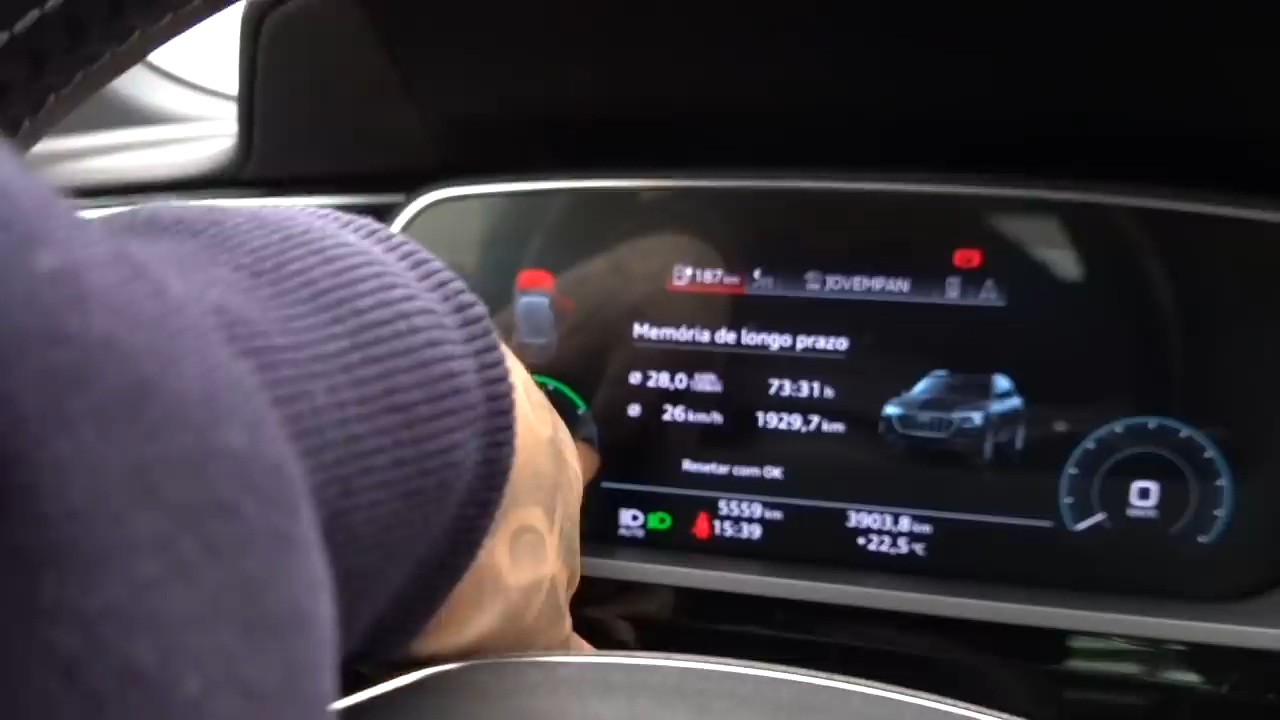 187 km
JOVEMPAN
Memória de longo prazo
ø 28,0 73:31 h
ø 26 km/h 1929,7 km
Resetar com OK
AUTO
5559 km 3903,8 km
15:39 +22,5 °C
0